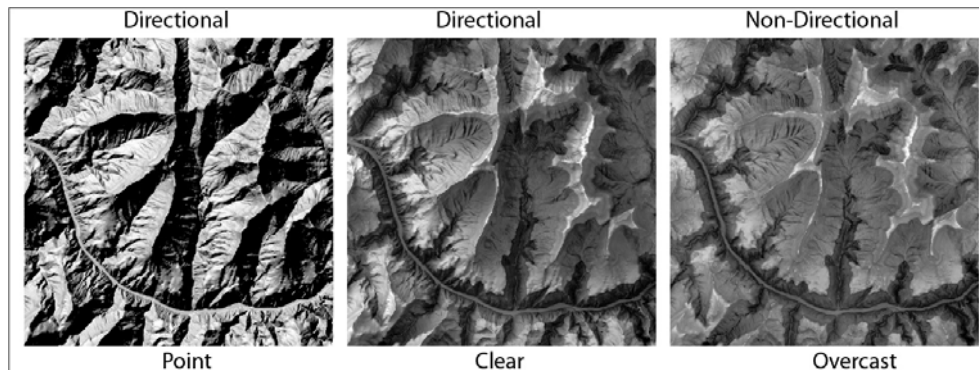 Directional
Directional
Non-Directional
Point
Clear
Overcast